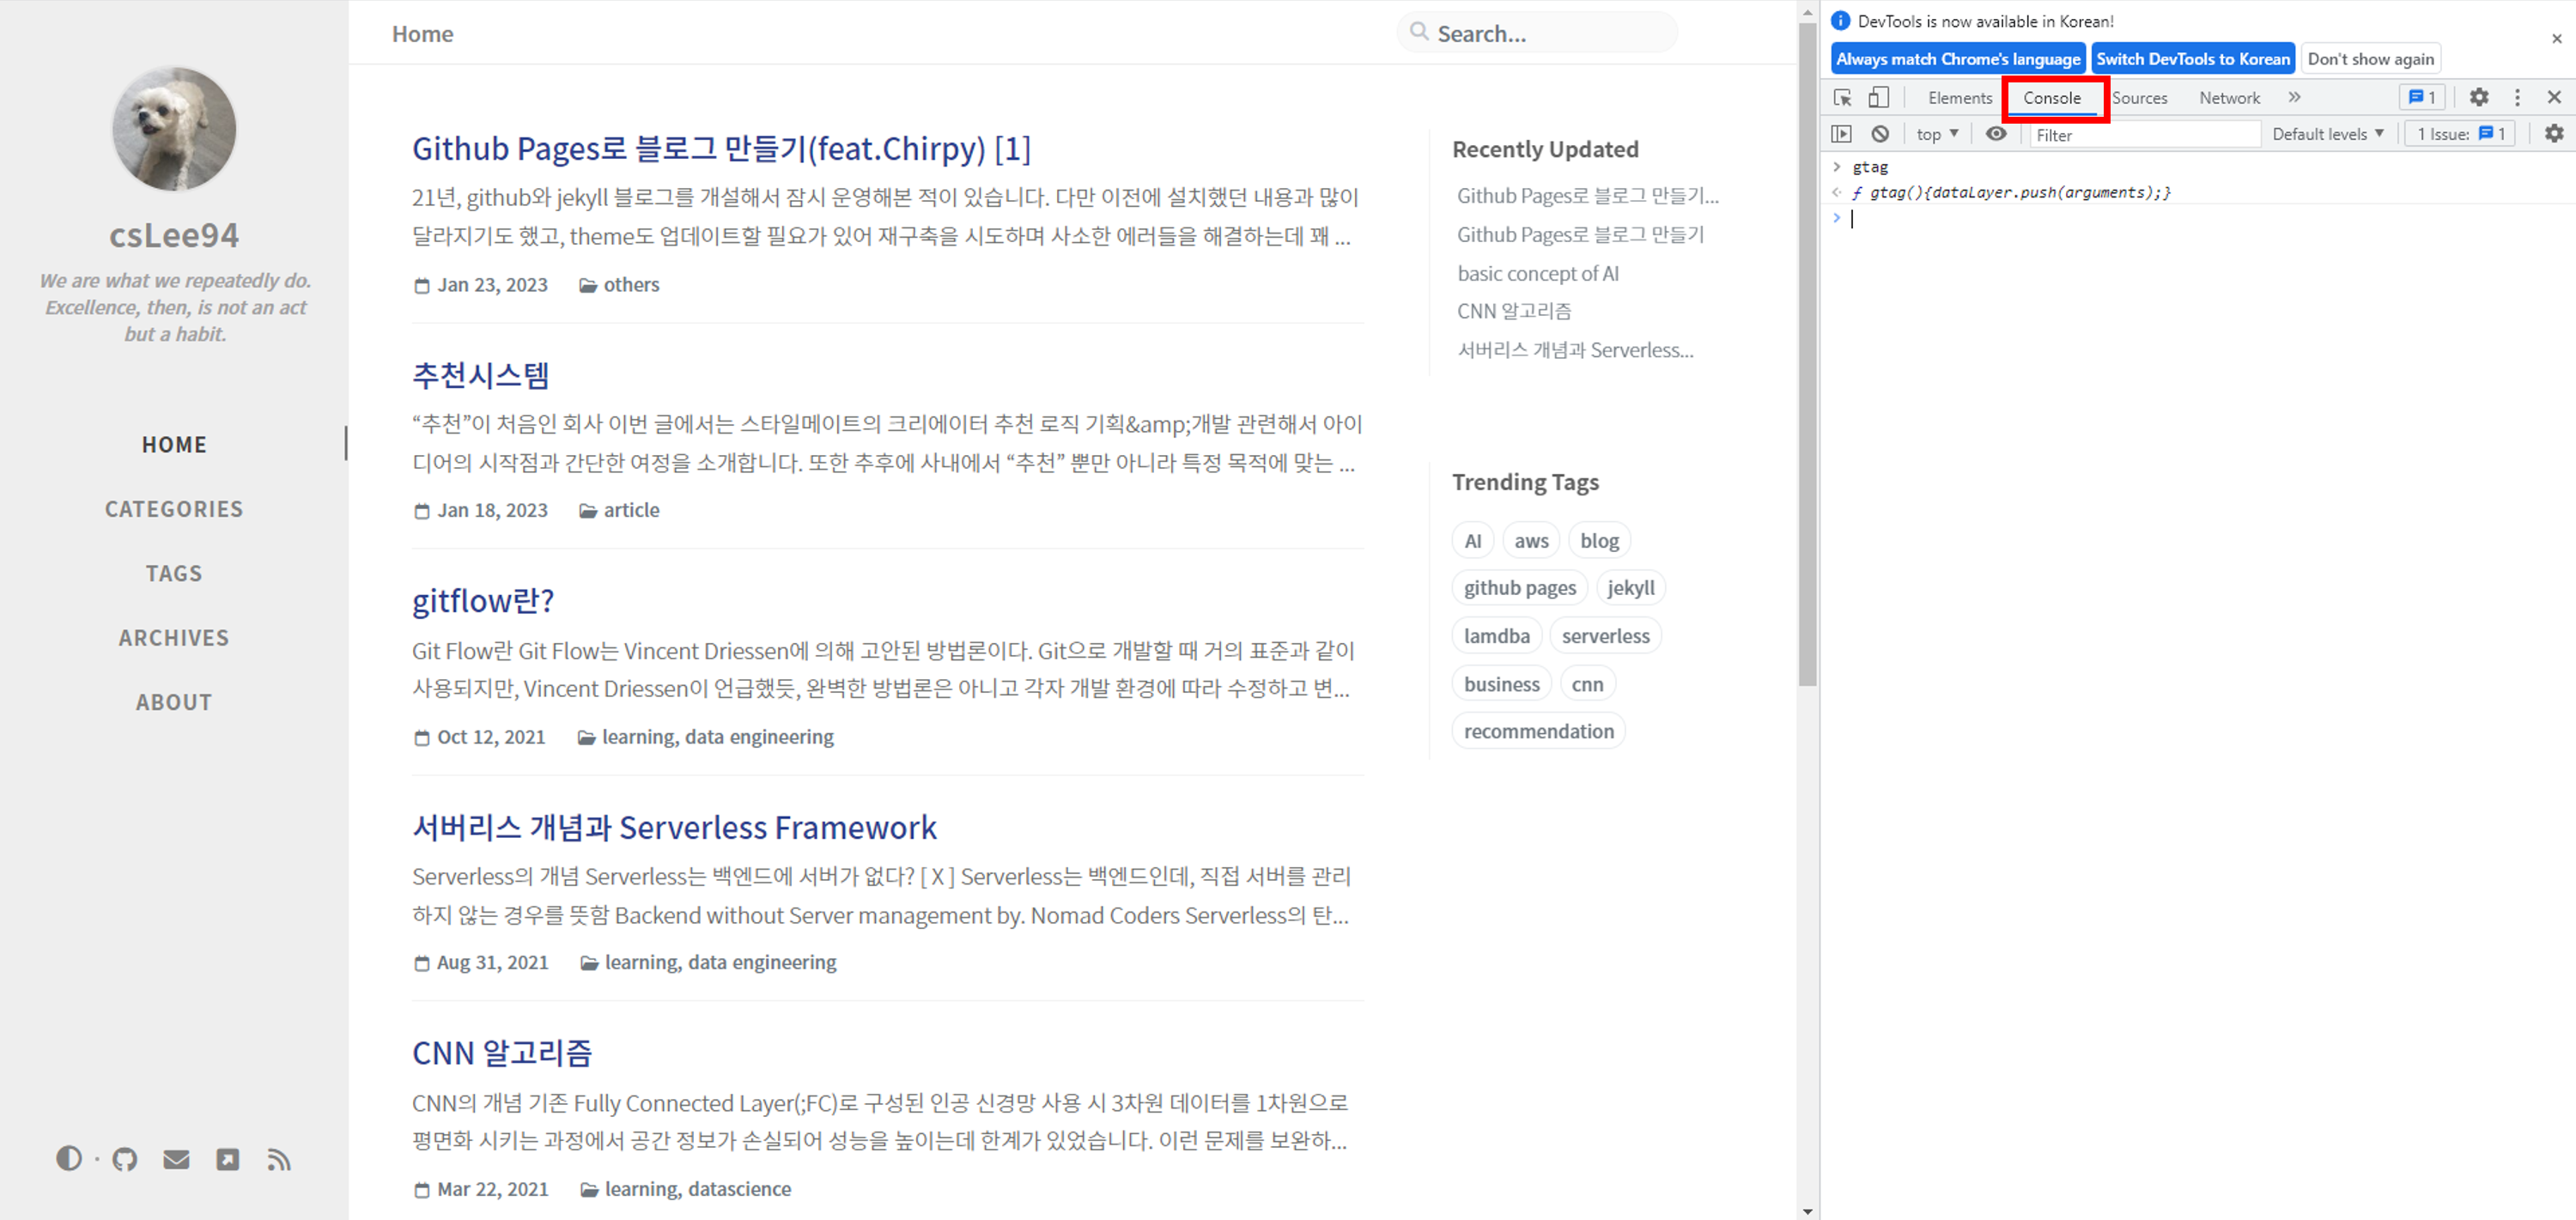 csLee94
We are what we repeatedly do.
Excellence, then, is not an act
but a habit.
HOME
CATEGORIES
TAGS
ARCHIVES
ABOUT
Home
Search...
Github Pages로 블로그 만들기(feat.Chirpy) [1]
21년, github와 jekyll 블로그를 개설해서 잠시 운영해본 적이 있습니다. 다만 이전에 설치했던 내용과 많이
달라지기도 했고, theme도 업데이트할 필요가 있어 재구축을 시도하며 사소한 에러들을 해결하는데 꽤 ...
Jan 23, 2023 others
추천시스템
“추천”이 처음인 회사 이번 글에서는 스타일메이트의 크리에이터 추천 로직 기획&amp;개발 관련해서 아이
디어의 시작점과 간단한 여정을 소개합니다. 또한 추후에 사내에서 “추천” 뿐만 아니라 특정 목적에 맞는 ...
Jan 18, 2023 article
gitflow란?
Git Flow란 Git Flow는 Vincent Driessen에 의해 고안된 방법론이다. Git으로 개발할 때 거의 표준과 같이
사용되지만, Vincent Driessen이 언급했듯, 완벽한 방법론은 아니고 각자 개발 환경에 따라 수정하고 변...
Oct 12, 2021 learning, data engineering
서버리스 개념과 Serverless Framework
Serverless의 개념 Serverless는 백엔드에 서버가 없다? [ X ] Serverless는 백엔드인데, 직접 서버를 관리
하지 않는 경우를 뜻함 Backend without Server management by. Nomad Coders Serverless의 탄...
Aug 31, 2021 learning, data engineering
CNN 알고리즘
CNN의 개념 기존 Fully Connected Layer(;FC)로 구성된 인공 신경망 사용 시 3차원 데이터를 1차원으로
평면화 시키는 과정에서 공간 정보가 손실되어 성능을 높이는데 한계가 있었습니다. 이런 문제를 보완하...
Mar 22, 2021 learning, datascience
Recently Updated
Github Pages로 블로그 만들기...
Github Pages로 블로그 만들기
basic concept of AI
CNN 알고리즘
서버리스 개념과 Serverless...
Trending Tags
AI aws blog
github pages jekyll
lamdba serverless
business cnn
recommendation
DevTools is now available in Korean!
Always match Chrome's language Switch DevTools to Korean Don't show again
Elements Console Sources Network 1
top Filter Default levels 1 Issue: 1
gtag
ƒ gtag(){dataLayer.push(arguments);}